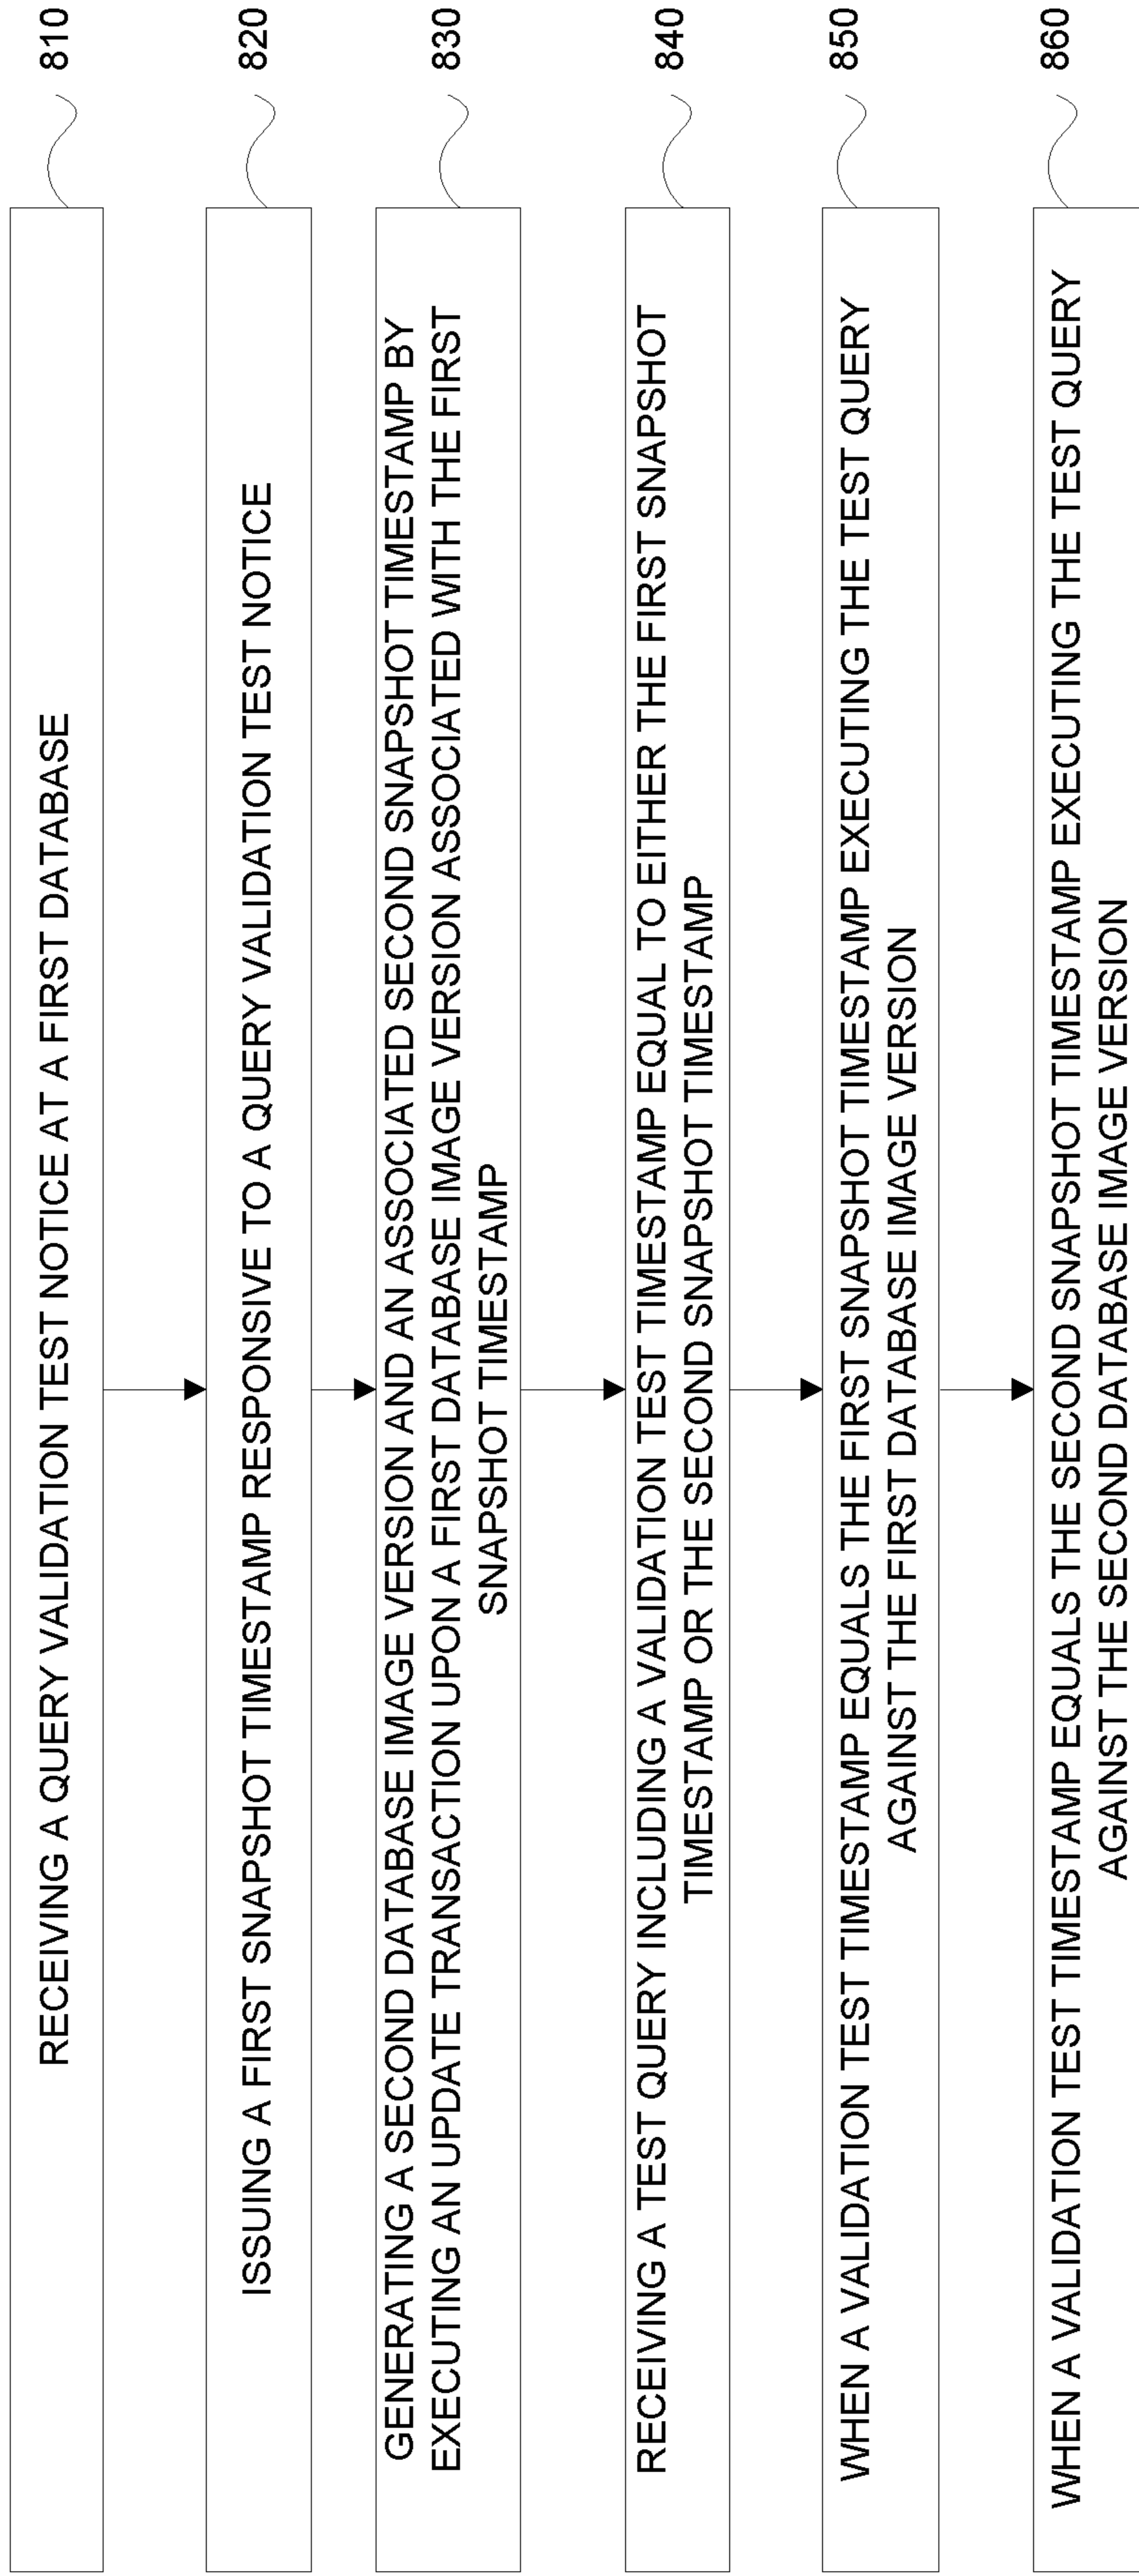 RECEIVING A QUERY VALIDATION TEST NOTICE AT A FIRST DATABASE
810
ISSUING A FIRST SNAPSHOT TIMESTAMP RESPONSIVE TO A QUERY VALIDATION TEST NOTICE
820
GENERATING A SECOND DATABASE IMAGE VERSION AND AN ASSOCIATED SECOND SNAPSHOT TIMESTAMP BY
EXECUTING AN UPDATE TRANSACTION UPON A FIRST DATABASE IMAGE VERSION ASSOCIATED WITH THE FIRST
SNAPSHOT TIMESTAMP
830
RECEIVING A TEST QUERY INCLUDING A VALIDATION TEST TIMESTAMP EQUAL TO EITHER THE FIRST SNAPSHOT
TIMESTAMP OR THE SECOND SNAPSHOT TIMESTAMP
840
WHEN A VALIDATION TEST TIMESTAMP EQUALS THE FIRST SNAPSHOT TIMESTAMP EXECUTING THE TEST QUERY
AGAINST THE FIRST DATABASE IMAGE VERSION
850
WHEN A VALIDATION TEST TIMESTAMP EQUALS THE SECOND SNAPSHOT TIMESTAMP EXECUTING THE TEST QUERY
AGAINST THE SECOND DATABASE IMAGE VERSION
860